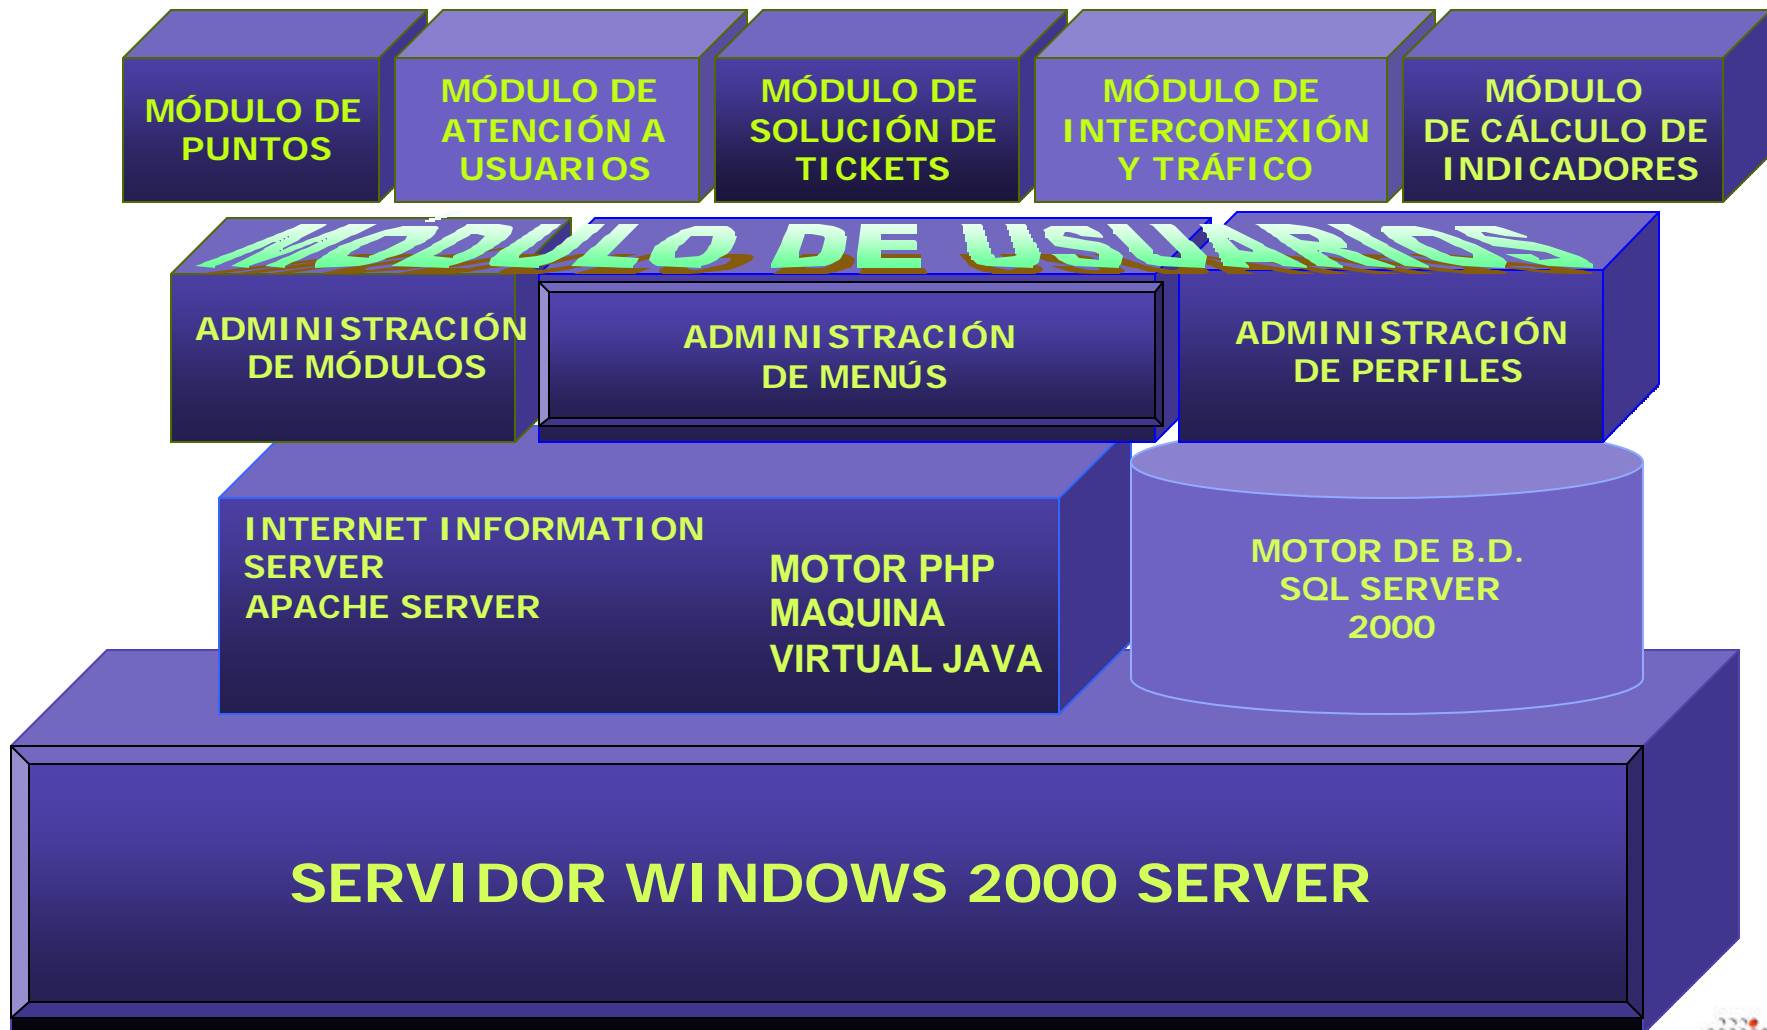 MÓDULO DE
PUNTOS
MÓDULO DE
ATENCIÓN A
USUARIOS
MÓDULO DE
SOLUCIÓN DE
TICKETS
MÓDULO DE
INTERCONEXIÓN
Y TRÁFICO
MÓDULO
DE CÁLCULO DE
INDICADORES
MÓDULO DE USUARIOS
ADMINISTRACIÓN
DE MÓDULOS
ADMINISTRACIÓN
DE MENÚS
ADMINISTRACIÓN
DE PERFILES
INTERNET INFORMATION
SERVER
APACHE SERVER
MOTOR PHP
MAQUINA
VIRTUAL JAVA
MOTOR DE B.D.
SQL SERVER
2000
SERVIDOR WINDOWS 2000 SERVER